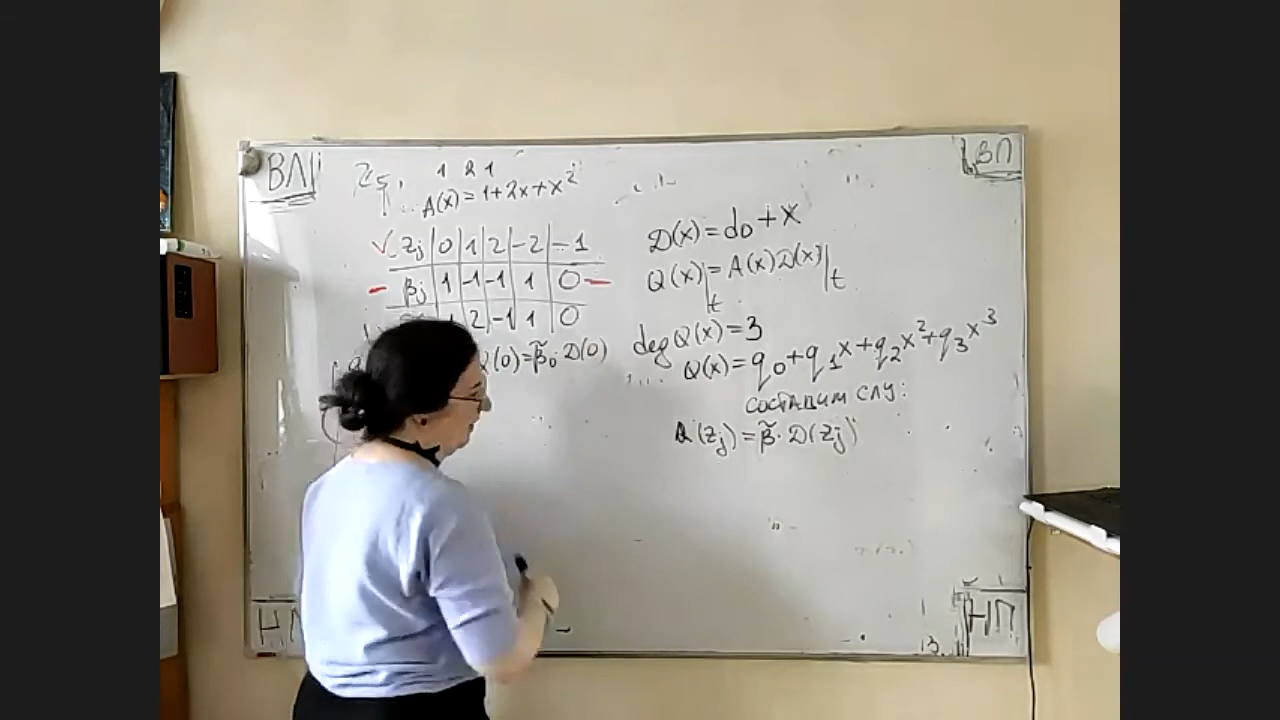 ВЛ
Z₅. 1 2 1
A(x)=1+2x+x²
✓ zⱼ | 0 | 1 | 2 | -2 | -1
— βⱼ | 1 | -1 | -1 | 1 | 0 —
1 | 2 | -1 | 1 | 0
Q(0)=β̃₀·D(0)
НЛ
ВП
D(x)=d₀+x
Q(x)|t=A(x)D(x)|t
deg Q(x)=3
Q(x)=q₀+q₁x+q₂x²+q₃x³
составим слу:
Q(zⱼ)=β̃·D(zⱼ)
НП